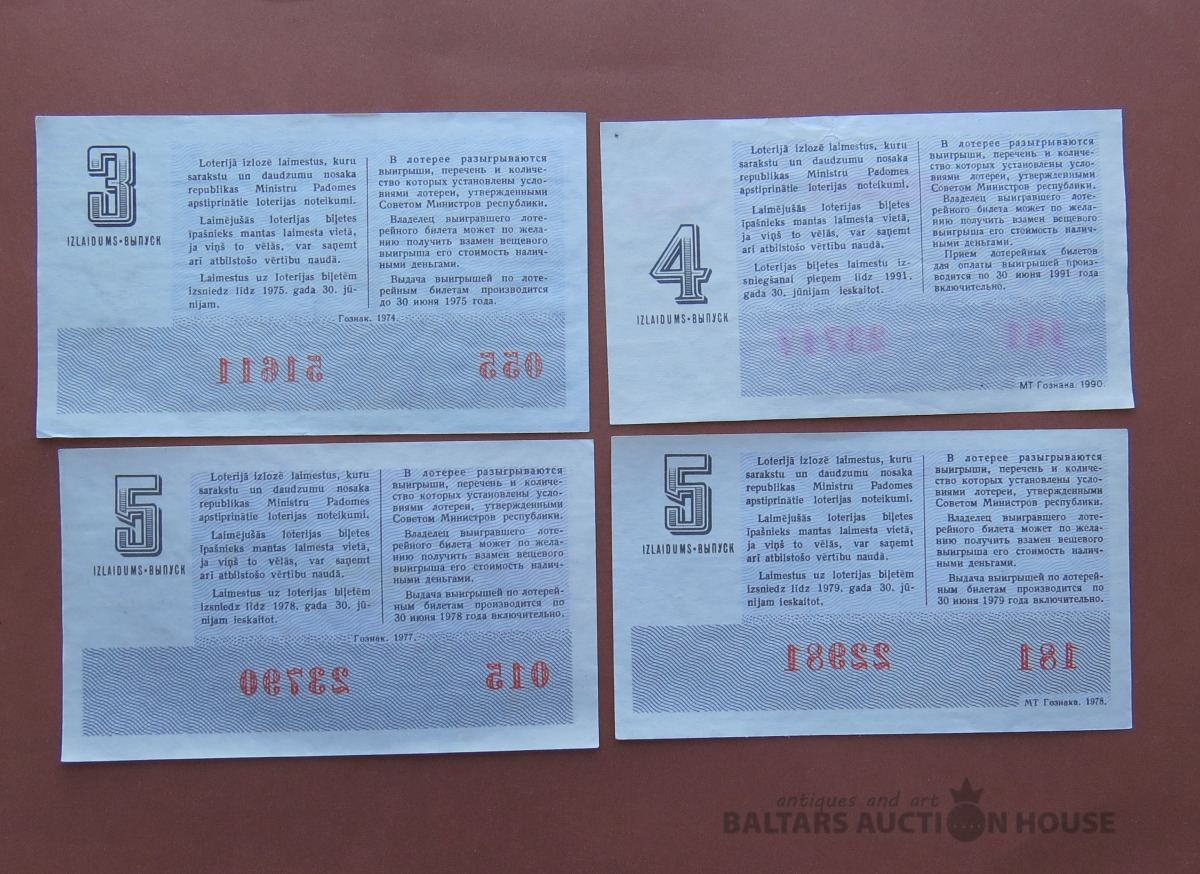 3
IZLAIDUMS•ВЫПУСК
Loterijā izlozē laimestus, kuru
sarakstu un daudzumu nosaka
republikas Ministru Padomes
apstiprinātie loterijas noteikumi.
Laimējušās loterijas biļetes
īpašnieks mantas laimesta vietā,
ja viņš to vēlās, var saņemt
arī atbilstošo vērtību naudā.
Laimestus uz loterijas biļetēm
izsniedz līdz 1975. gada 30. jū-
nijam.
В лотерее разыгрываются
выигрыши, перечень и количе-
ство которых установлены усло-
виями лотереи, утвержденными
Советом Министров республики.
Владелец выигравшего лоте-
рейного билета может по жела-
нию получить взамен вещевого
выигрыша его стоимость налич-
ными деньгами.
Выдача выигрышей по лоте-
рейным билетам производится
до 30 июня 1975 года.
Гознак. 1974.
51611 055
4
IZLAIDUMS•ВЫПУСК
Loterijā izlozē laimestus, kuru
sarakstu un daudzumu nosaka
republikas Ministru Padomes
apstiprinātie loterijas noteikumi.
Laimējušās loterijas biļetes
īpašnieks mantas laimesta vietā,
ja viņš to vēlās, var saņemt
arī atbilstošo vērtību naudā.
Loterijas biļetes laimestu iz-
sniegšanai pieņem līdz 1991.
gada 30. jūnijam ieskaitot.
В лотерее разыгрываются
выигрыши, перечень и количе-
ство которых установлены усло-
виями лотереи, утвержденными
Советом Министров республики.
Владелец выигравшего лоте-
рейного билета может по жела-
нию получить взамен вещевого
выигрыша его стоимость налич-
ными деньгами.
Прием лотерейных билетов
для оплаты выигрышей произ-
водится по 30 июня 1991 года
включительно.
МТ Гознака. 1990.
5
IZLAIDUMS•ВЫПУСК
Loterijā izlozē laimestus, kuru
sarakstu un daudzumu nosaka
republikas Ministru Padomes
apstiprinātie loterijas noteikumi.
Laimējušās loterijas biļetes
īpašnieks mantas laimesta vietā,
ja viņš to vēlās, var saņemt
arī atbilstošo vērtību naudā.
Laimestus uz loterijas biļetēm
izsniedz līdz 1978. gada 30. jū-
nijam ieskaitot.
В лотерее разыгрываются
выигрыши, перечень и количе-
ство которых установлены усло-
виями лотереи, утвержденными
Советом Министров республики.
Владелец выигравшего лоте-
рейного билета может по жела-
нию получить взамен вещевого
выигрыша его стоимость налич-
ными деньгами.
Выдача выигрышей по лотерей-
ным билетам производится по
30 июня 1978 года включительно.
Гознак. 1977.
23790 015
5
IZLAIDUMS•ВЫПУСК
Loterijā izlozē laimestus, kuru
sarakstu un daudzumu nosaka
republikas Ministru Padomes
apstiprinātie loterijas noteikumi.
Laimējušās loterijas biļetes
īpašnieks mantas laimesta vietā,
ja viņš to vēlās, var saņemt
arī atbilstošo vērtību naudā.
Laimestus uz loterijas biļetēm
izsniedz līdz 1979. gada 30. jū-
nijam ieskaitot.
В лотерее разыгрываются
выигрыши, перечень и количе-
ство которых установлены усло-
виями лотереи, утвержденными
Советом Министров республики.
Владелец выигравшего лоте-
рейного билета может по жела-
нию получить взамен вещевого
выигрыша его стоимость налич-
ными деньгами.
Выдача выигрышей по лотерей-
ным билетам производится по
30 июня 1979 года включительно.
22981 181
МТ Гознака. 1978.
antiques and art
BALTARS AUCTION HOUSE